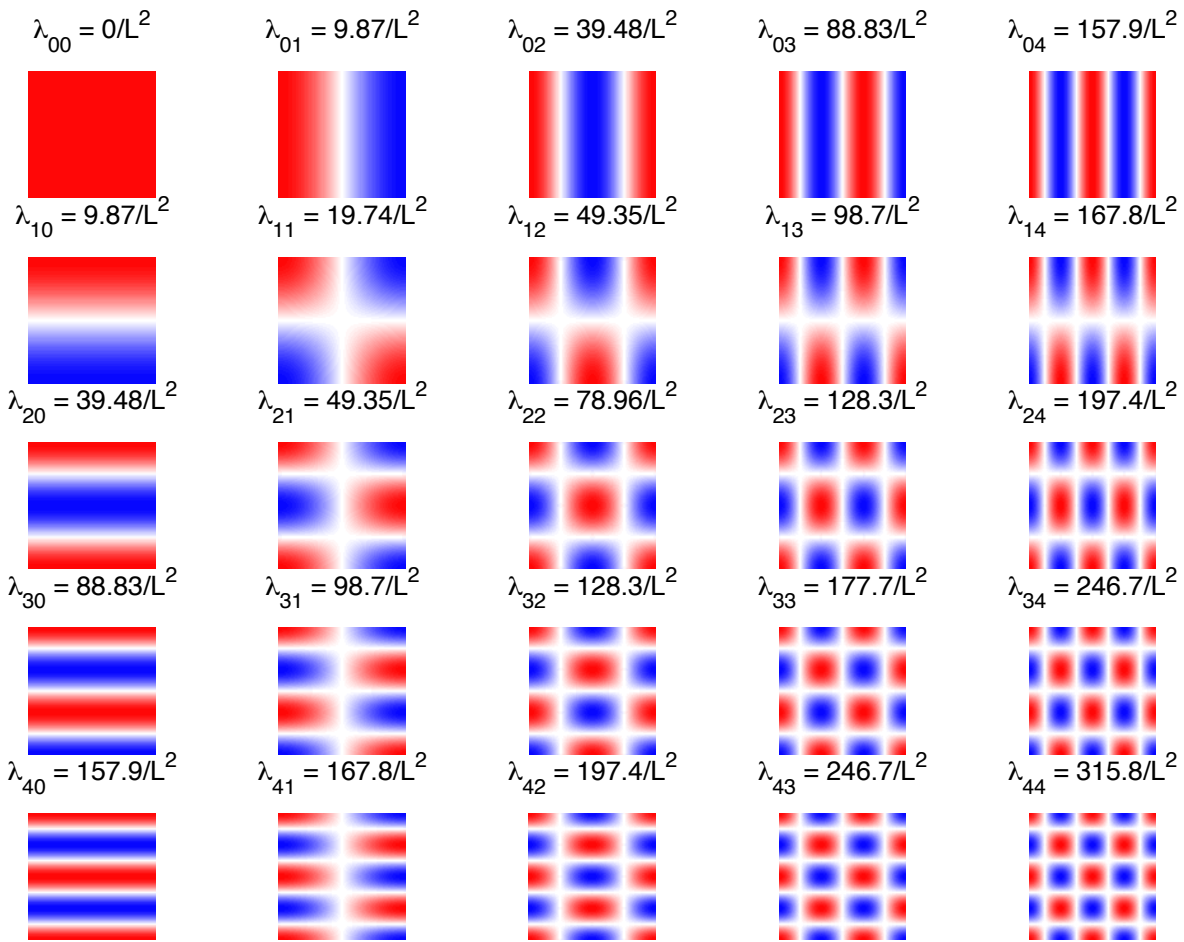 λ₀₀ = 0/L² λ₀₁ = 9.87/L² λ₀₂ = 39.48/L² λ₀₃ = 88.83/L² λ₀₄ = 157.9/L²
λ₁₀ = 9.87/L² λ₁₁ = 19.74/L² λ₁₂ = 49.35/L² λ₁₃ = 98.7/L² λ₁₄ = 167.8/L²
λ₂₀ = 39.48/L² λ₂₁ = 49.35/L² λ₂₂ = 78.96/L² λ₂₃ = 128.3/L² λ₂₄ = 197.4/L²
λ₃₀ = 88.83/L² λ₃₁ = 98.7/L² λ₃₂ = 128.3/L² λ₃₃ = 177.7/L² λ₃₄ = 246.7/L²
λ₄₀ = 157.9/L² λ₄₁ = 167.8/L² λ₄₂ = 197.4/L² λ₄₃ = 246.7/L² λ₄₄ = 315.8/L²